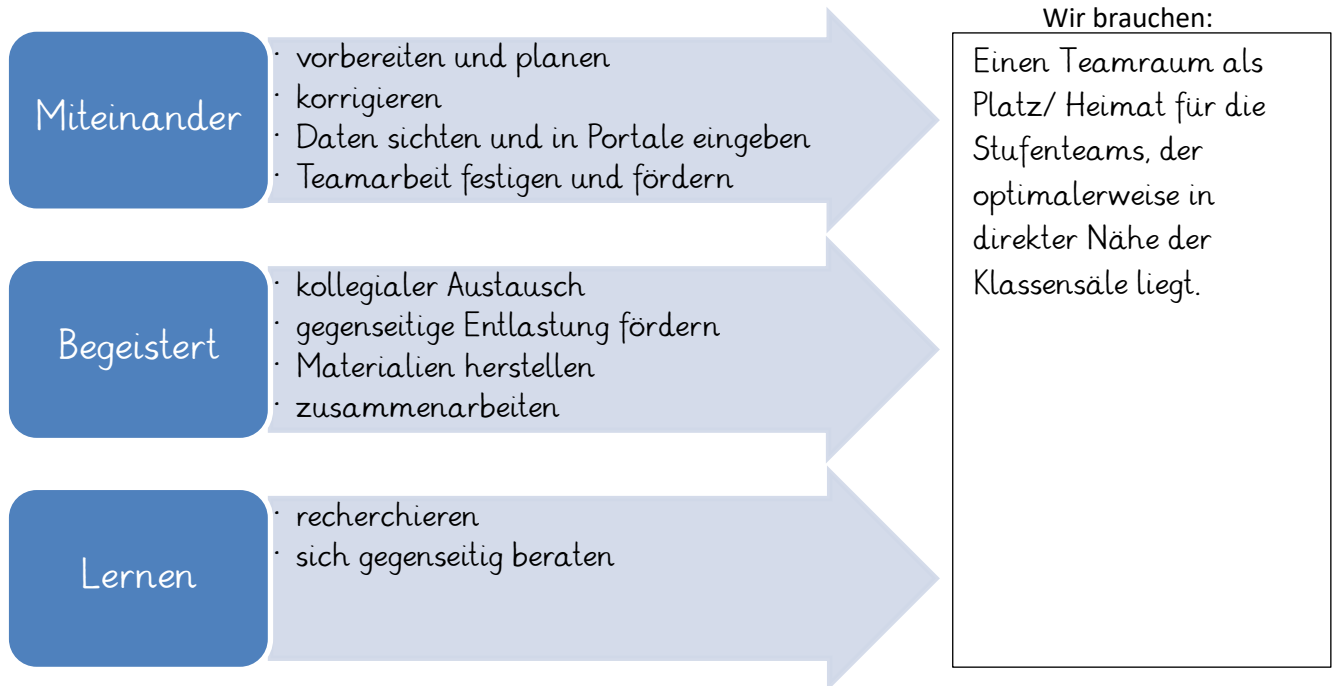 Miteinander
· vorbereiten und planen
· korrigieren
· Daten sichten und in Portale eingeben
· Teamarbeit festigen und fördern
Begeistert
· kollegialer Austausch
· gegenseitige Entlastung fördern
· Materialien herstellen
· zusammenarbeiten
Lernen
· recherchieren
· sich gegenseitig beraten
Wir brauchen:
Einen Teamraum als
Platz/ Heimat für die
Stufenteams, der
optimalerweise in
direkter Nähe der
Klassensäle liegt.